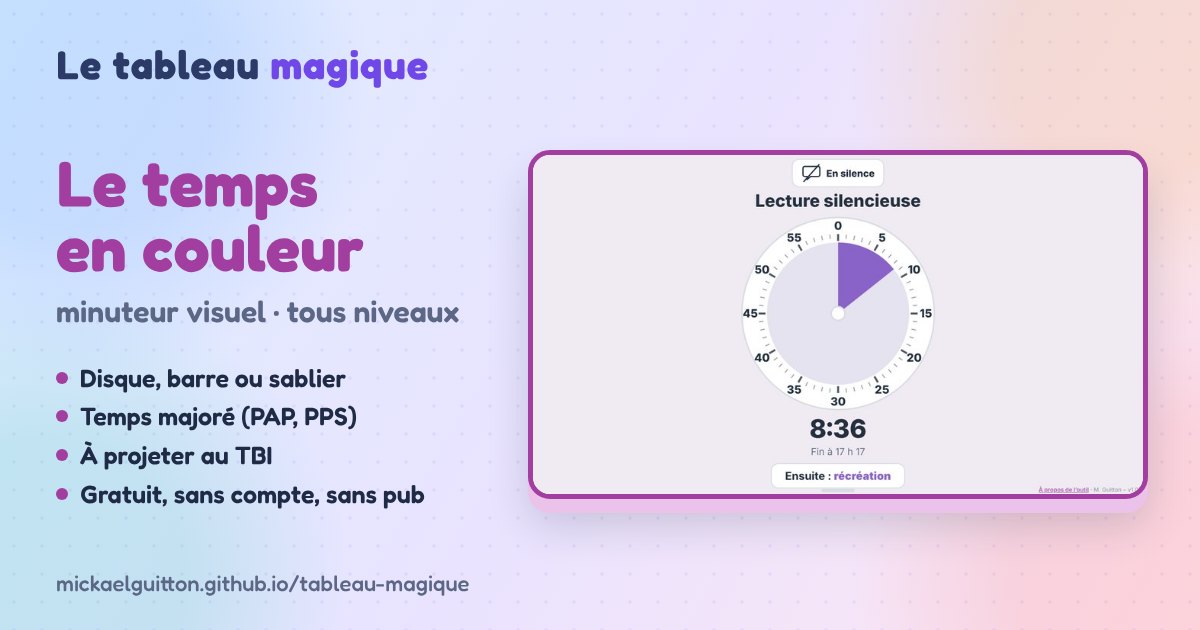 Le tableau magique
Le temps
en couleur
minuteur visuel · tous niveaux
Disque, barre ou sablier
Temps majoré (PAP, PPS)
À projeter au TBI
Gratuit, sans compte, sans pub
mickaelguitton.github.io/tableau-magique
En silence
Lecture silencieuse
0
5
10
15
20
25
30
35
40
45
50
55
8:36
Fin à 17 h 17
Ensuite : récréation
À propos de l'outil · M. Guitton –